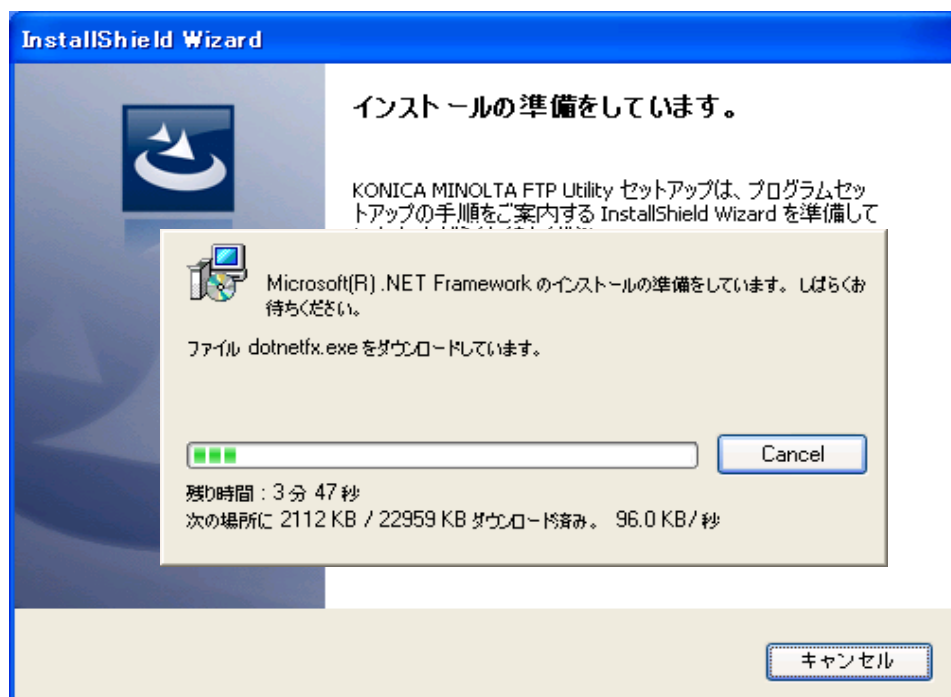 InstallShield Wizard
インストールの準備をしています。
KONICA MINOLTA FTP Utility セットアップは、プログラムセッ
トアップの手順をご案内する InstallShield Wizard を準備して
Microsoft(R) .NET Framework のインストールの準備をしています。しばらくお
待ちください。
ファイル dotnetfx.exe をダウンロードしています。
Cancel
残り時間 : 3 分 47 秒
次の場所に 2112 KB / 22959 KB ダウンロード済み。 96.0 KB/ 秒
キャンセル